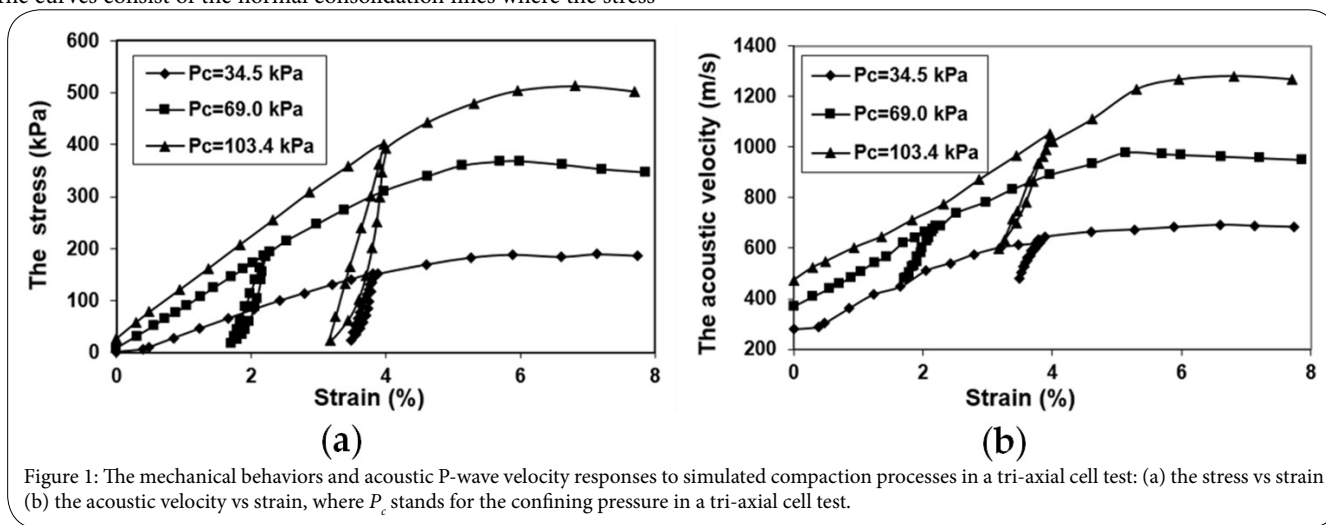 The curves consist of the normal consolidation lines where the stress
600
500
400
300
200
100
0
The stress (kPa)
Pc=34.5 kPa
Pc=69.0 kPa
Pc=103.4 kPa
0 2 4 6 8
Strain (%)
(a)
1400
1200
1000
800
600
400
200
The acoustic velocity (m/s)
Pc=34.5 kPa
Pc=69.0 kPa
Pc=103.4 kPa
0 2 4 6 8
Strain (%)
(b)
Figure 1: The mechanical behaviors and acoustic P-wave velocity responses to simulated compaction processes in a tri-axial cell test: (a) the stress vs strain
(b) the acoustic velocity vs strain, where Pc stands for the confining pressure in a tri-axial cell test.